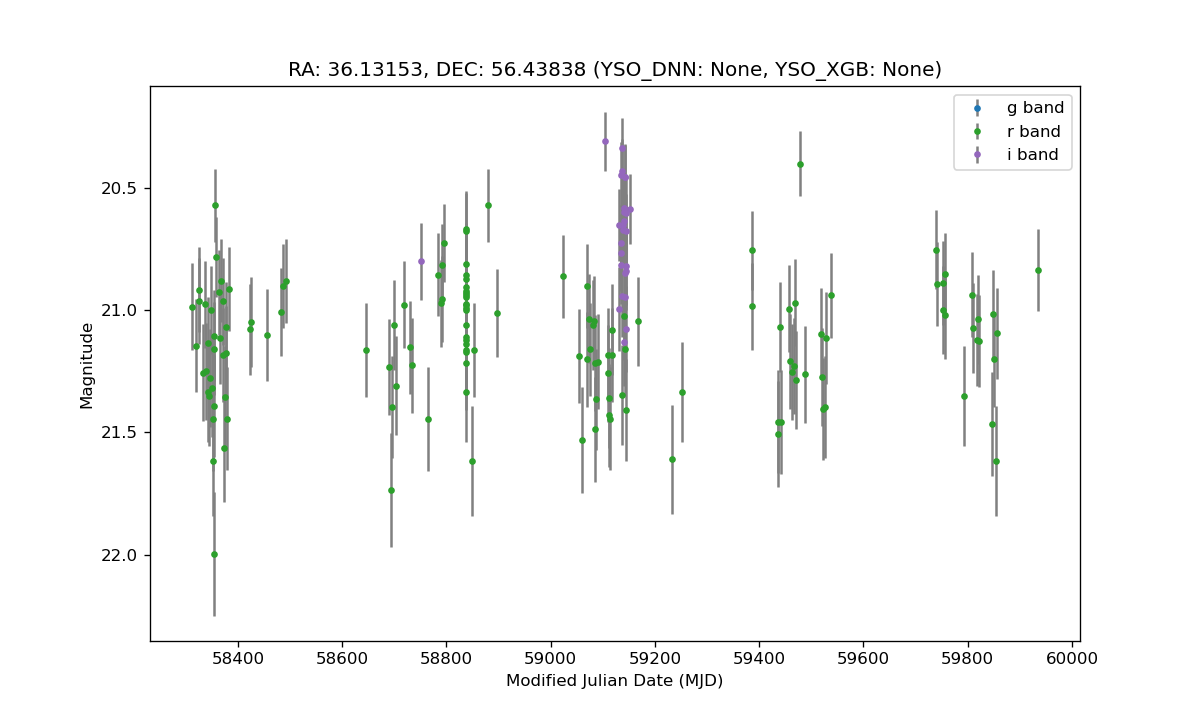 RA: 36.13153, DEC: 56.43838 (YSO_DNN: None, YSO_XGB: None)
g band
r band
i band
20.5
21.0
21.5
22.0
Magnitude
58400 58600 58800 59000 59200 59400 59600 59800 60000
Modified Julian Date (MJD)